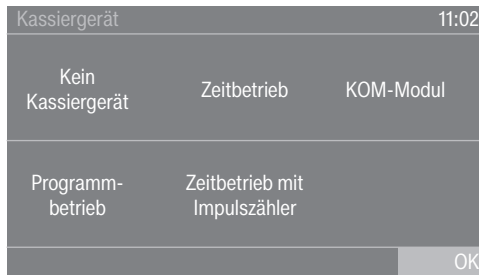 Kassiergerät 11:02
Kein
Kassiergerät
Zeitbetrieb
KOM-Modul
Programm-
betrieb
Zeitbetrieb mit
Impulszähler
OK